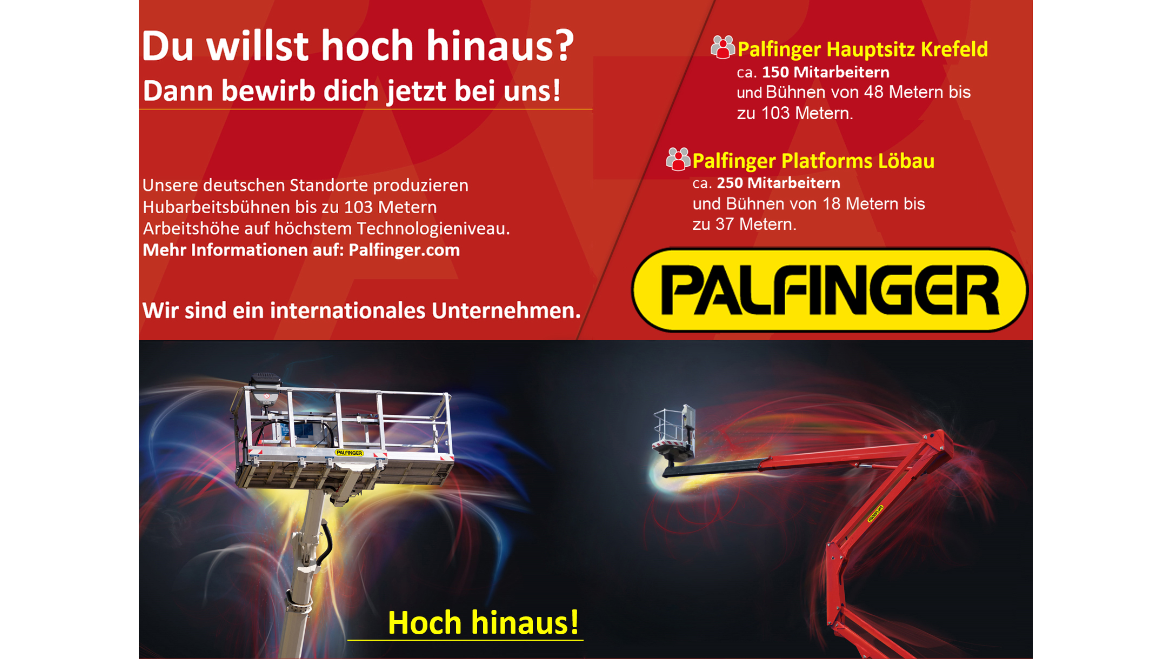 Du willst hoch hinaus?
Dann bewirb dich jetzt bei uns!
Unsere deutschen Standorte produzieren
Hubarbeitsbühnen bis zu 103 Metern
Arbeitshöhe auf höchstem Technologieniveau.
Mehr Informationen auf: Palfinger.com
Wir sind ein internationales Unternehmen.
Palfinger Hauptsitz Krefeld
ca. 150 Mitarbeitern
und Bühnen von 48 Metern bis
zu 103 Metern.
Palfinger Platforms Löbau
ca. 250 Mitarbeitern
und Bühnen von 18 Metern bis
zu 37 Metern.
PALFINGER
PALFINGER
PALFINGER
Hoch hinaus!